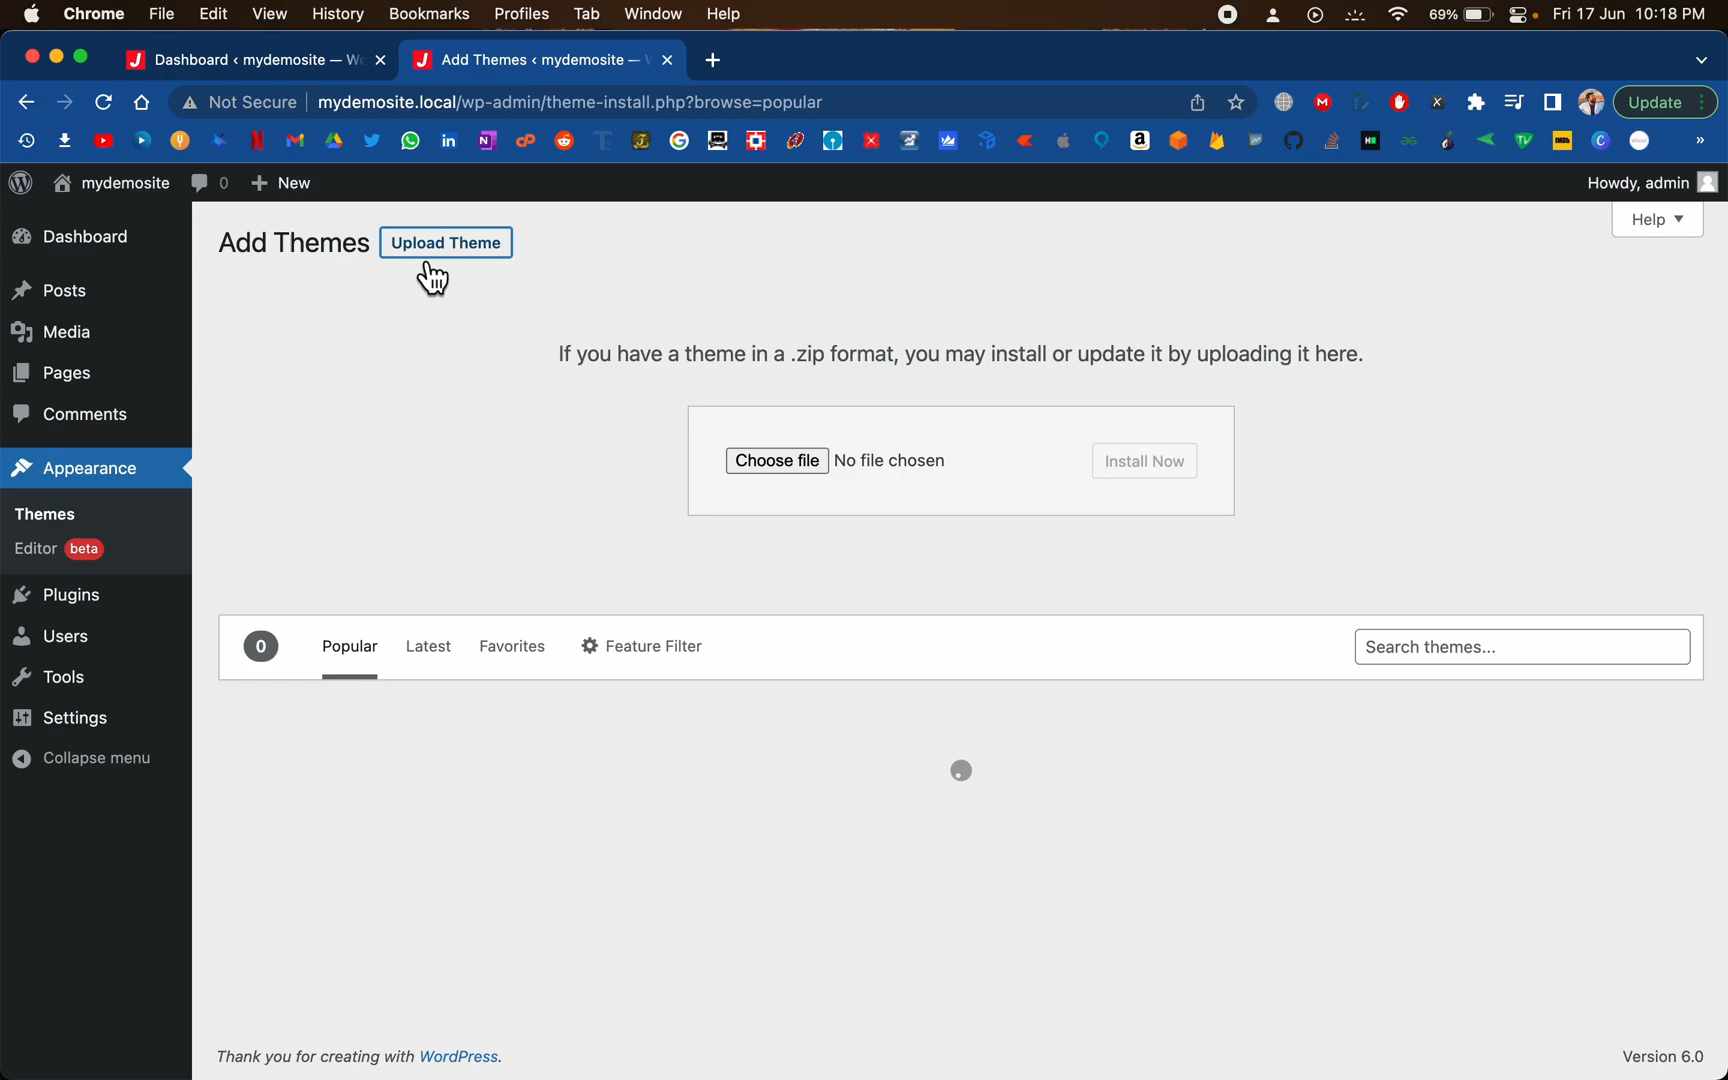 Chrome File Edit View History Bookmarks Profiles Tab Window Help 69% Fri 17 Jun 10:18 PM
Dashboard ‹ mydemosite — Wo Add Themes ‹ mydemosite —
Not Secure mydemosite.local/wp-admin/theme-install.php?browse=popular Update
mydemosite 0 New Howdy, admin
Help
Dashboard
Posts
Media
Pages
Comments
Appearance
Themes
Editor beta
Plugins
Users
Tools
Settings
Collapse menu
Add Themes Upload Theme
If you have a theme in a .zip format, you may install or update it by uploading it here.
Choose file No file chosen Install Now
0 Popular Latest Favorites Feature Filter Search themes...
Thank you for creating with WordPress. Version 6.0